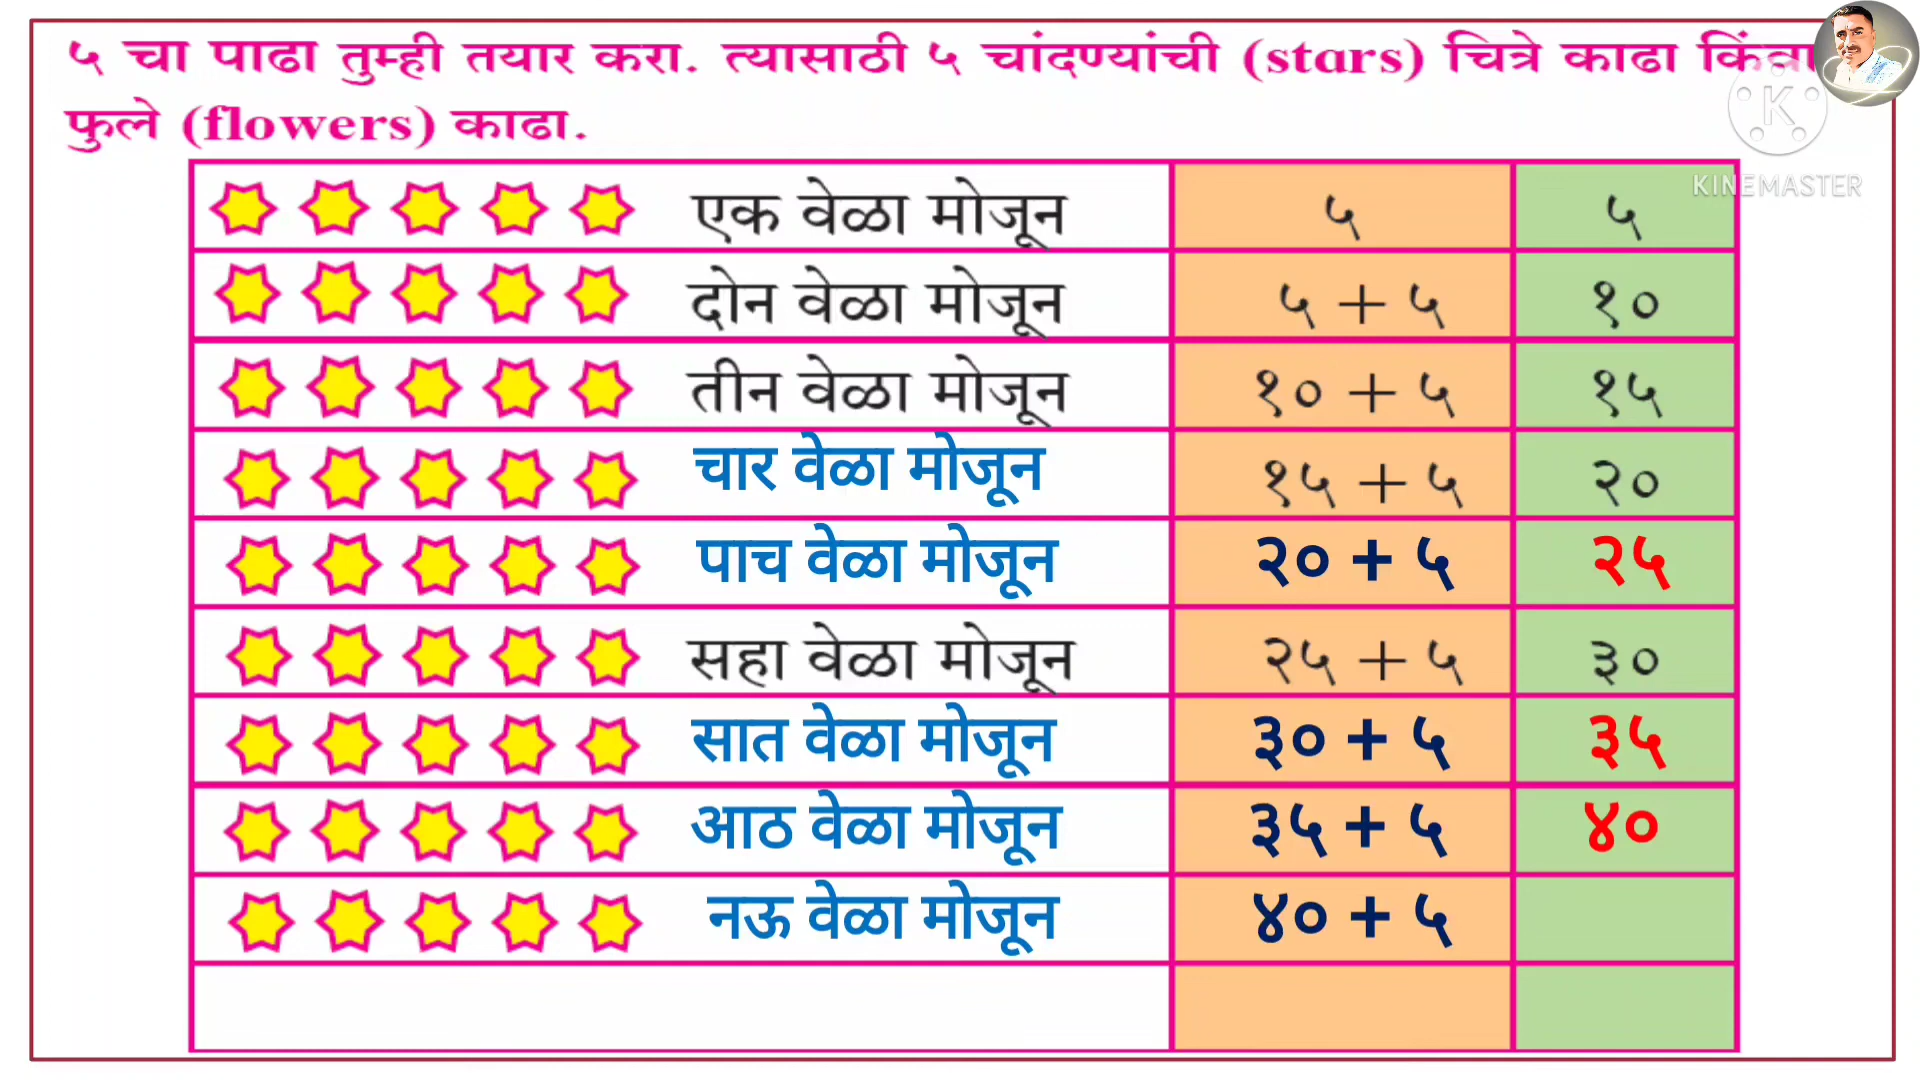 ५ चा पाढा तुम्ही तयार करा. त्यासाठी ५ चांदण्यांची (stars) चित्रे काढा किंवा
फुले (flowers) काढा.
KINEMASTER
एक वेळा मोजून ५ ५
दोन वेळा मोजून ५ + ५ १०
तीन वेळा मोजून १० + ५ १५
चार वेळा मोजून १५ + ५ २०
पाच वेळा मोजून २० + ५ २५
सहा वेळा मोजून २५ + ५ ३०
सात वेळा मोजून ३० + ५ ३५
आठ वेळा मोजून ३५ + ५ ४०
नऊ वेळा मोजून ४० + ५